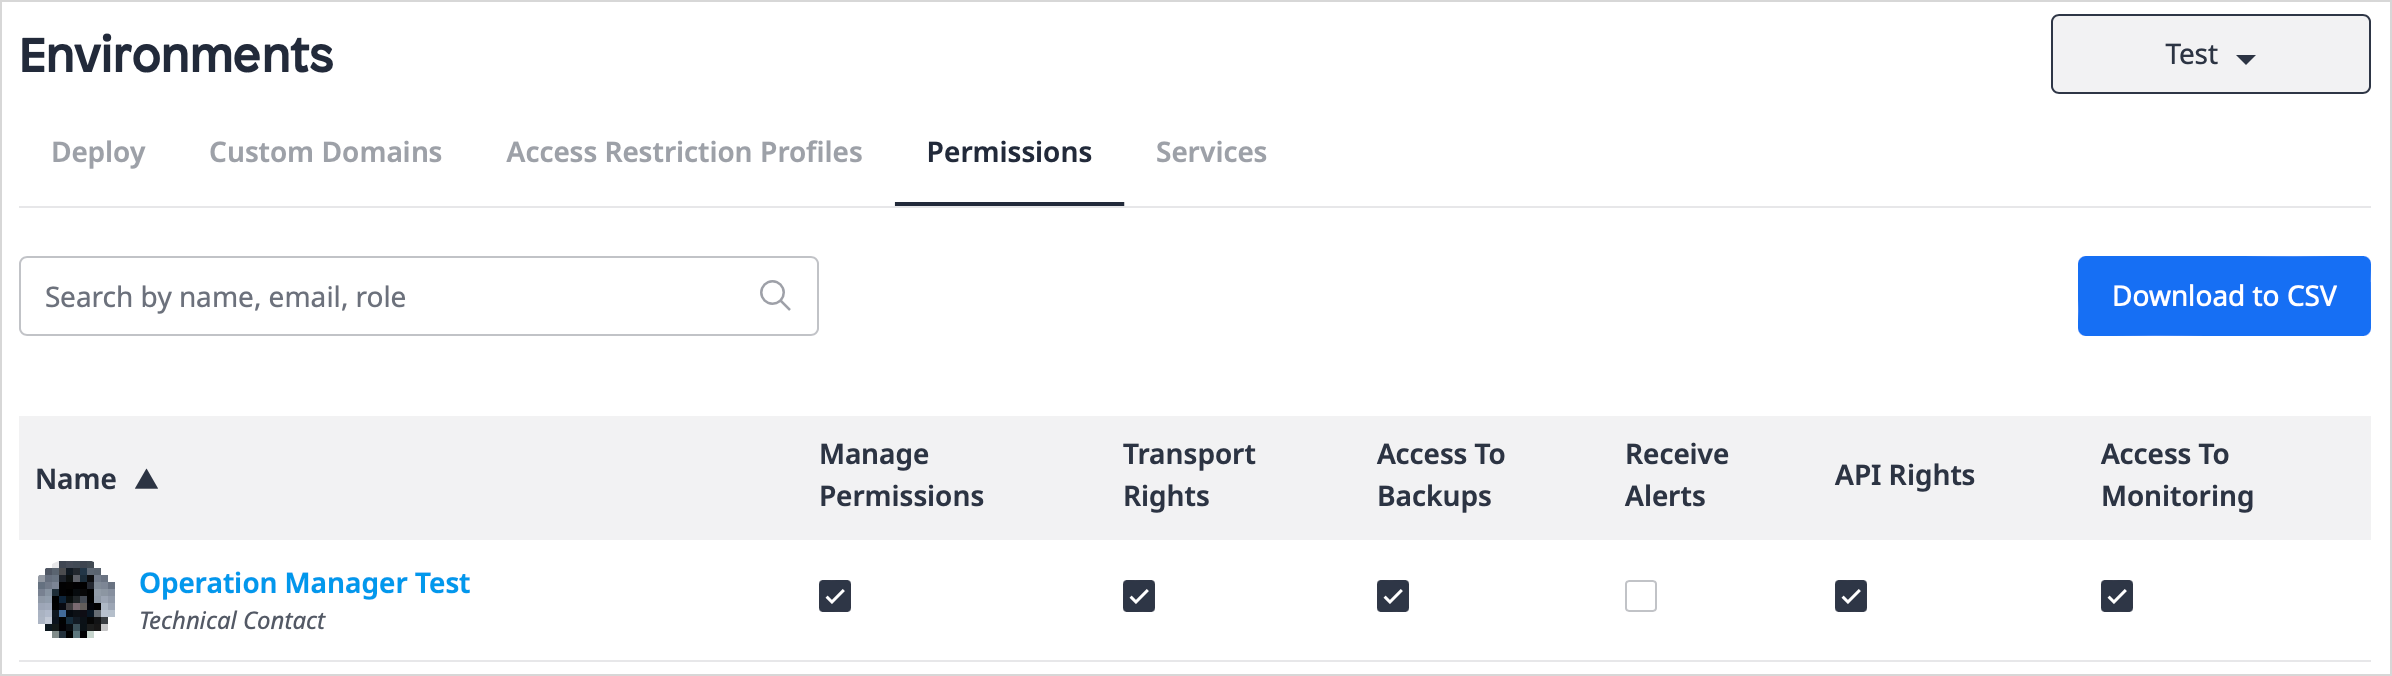 Environments
Test
Deploy Custom Domains Access Restriction Profiles Permissions Services
Search by name, email, role
Download to CSV
Name Manage Permissions Transport Rights Access To Backups Receive Alerts API Rights Access To Monitoring
Operation Manager Test
Technical Contact